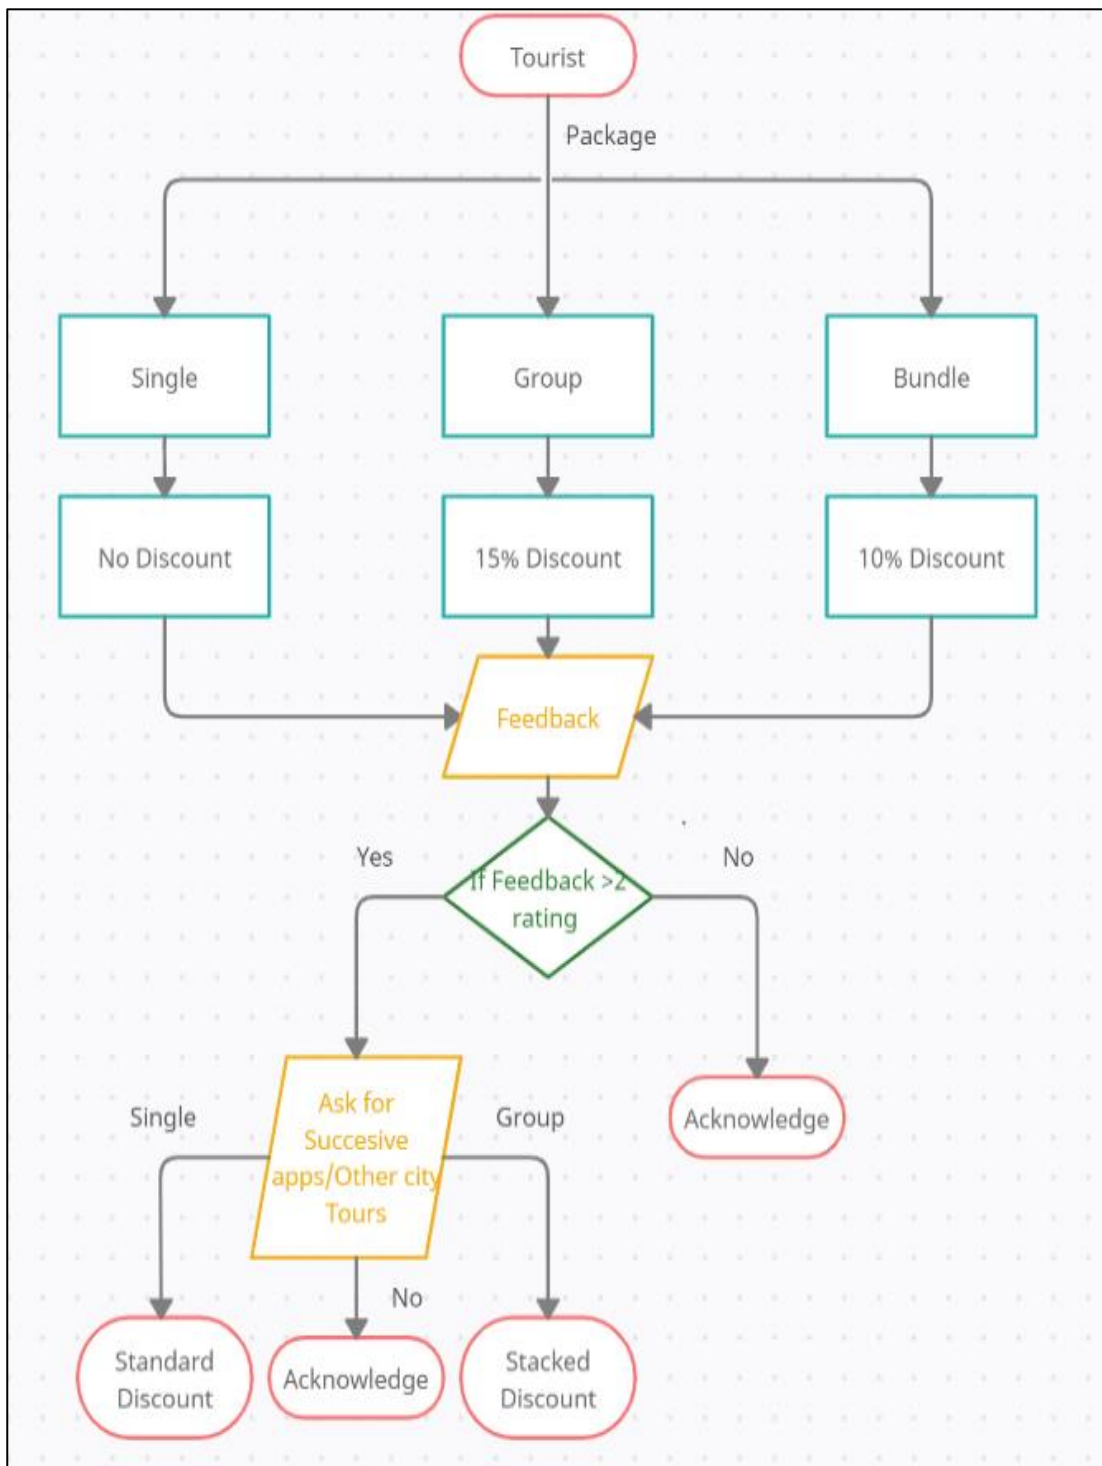 Tourist
Package
Single
Group
Bundle
No Discount
15% Discount
10% Discount
Feedback
Yes
No
If Feedback >2
rating
Ask for
Succesive
apps/Other city
Tours
Single
Group
Acknowledge
No
Standard
Discount
Acknowledge
Stacked
Discount